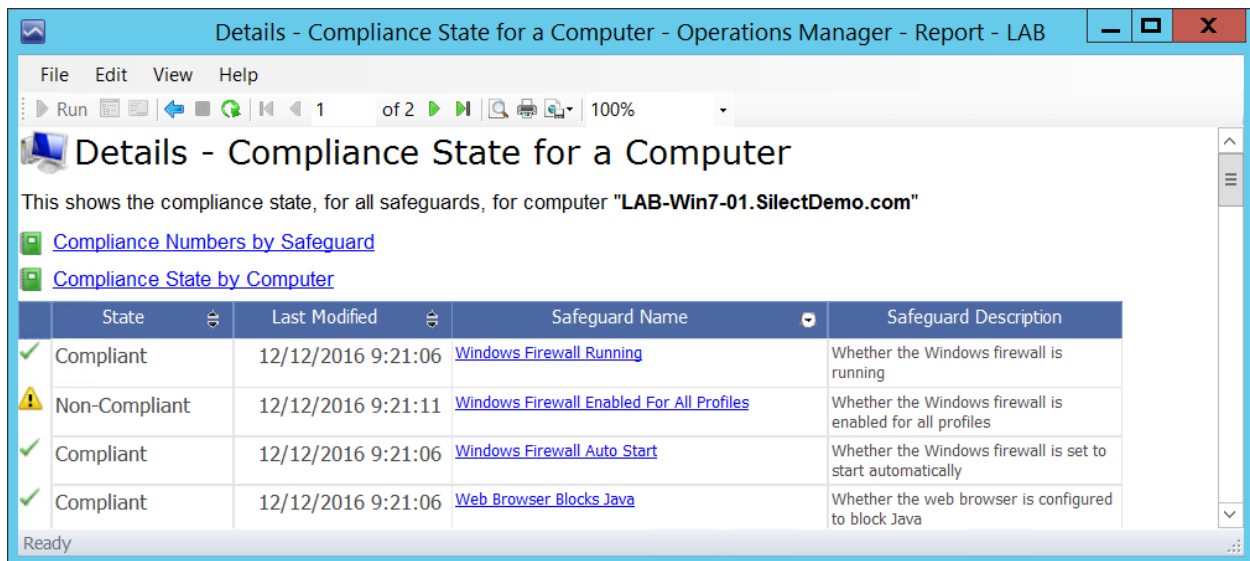 Details - Compliance State for a Computer - Operations Manager - Report - LAB
File Edit View Help
Run 1 of 2 100%
Details - Compliance State for a Computer
This shows the compliance state, for all safeguards, for computer "LAB-Win7-01.SilectDemo.com"
Compliance Numbers by Safeguard
Compliance State by Computer
State Last Modified Safeguard Name Safeguard Description
Compliant 12/12/2016 9:21:06 Windows Firewall Running Whether the Windows firewall is
running
Non-Compliant 12/12/2016 9:21:11 Windows Firewall Enabled For All Profiles Whether the Windows firewall is
enabled for all profiles
Compliant 12/12/2016 9:21:06 Windows Firewall Auto Start Whether the Windows firewall is set to
start automatically
Compliant 12/12/2016 9:21:06 Web Browser Blocks Java Whether the web browser is configured
to block Java
Ready